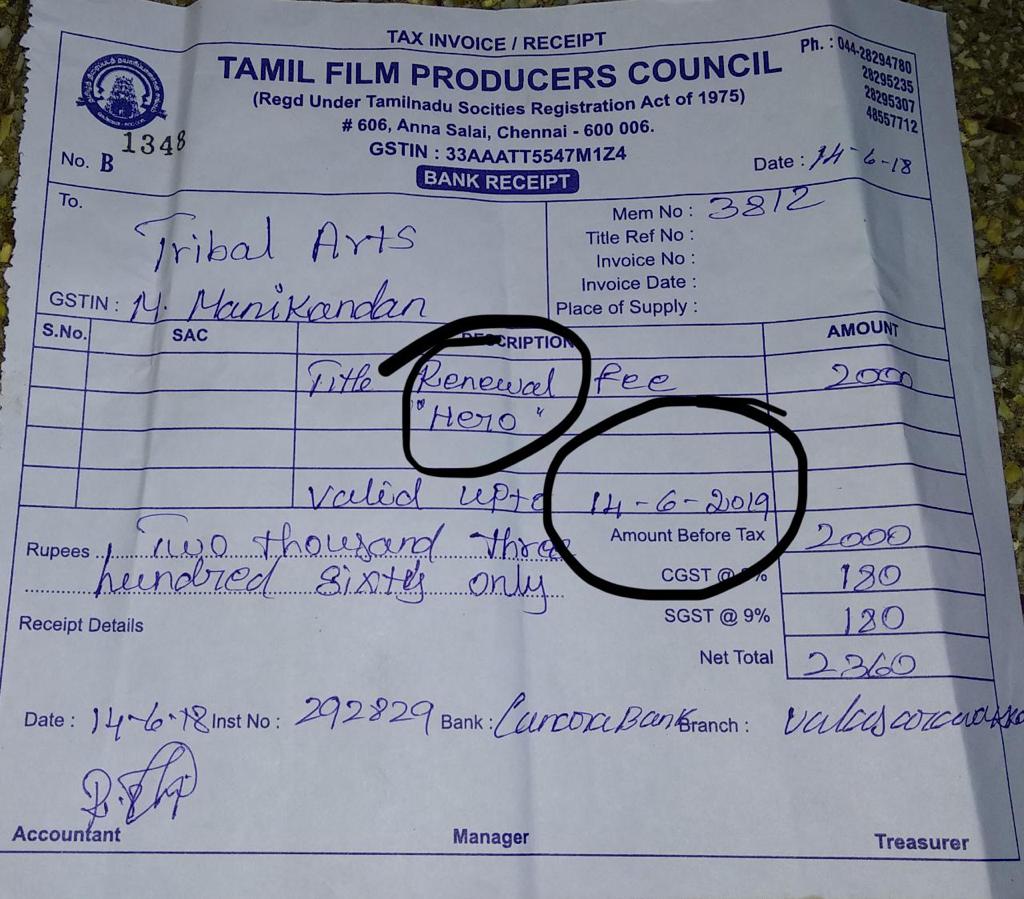 TAX INVOICE / RECEIPT
Ph. : 044-28294780
28295235
28295307
48557712
TAMIL FILM PRODUCERS COUNCIL
(Regd Under Tamilnadu Socities Registration Act of 1975)
# 606, Anna Salai, Chennai - 600 006.
GSTIN : 33AAATT5547M1Z4
No. B 1348
Date : 14-6-18
BANK RECEIPT
To.
Tribal Arts
GSTIN : M. Manikandan
Mem No : 3812
Title Ref No :
Invoice No :
Invoice Date :
Place of Supply :
S.No. SAC DESCRIPTION AMOUNT
Title Renewal fee 2000
"Hero"
Valid upto 14-6-2019
Rupees Two thousand three
hundred sixty only
Amount Before Tax 2000
CGST @ 180
SGST @ 9% 180
Net Total 2360
Receipt Details
Date : 14-6-18 Inst No : 292829 Bank : Canara Bank Branch :
Accountant Manager Treasurer